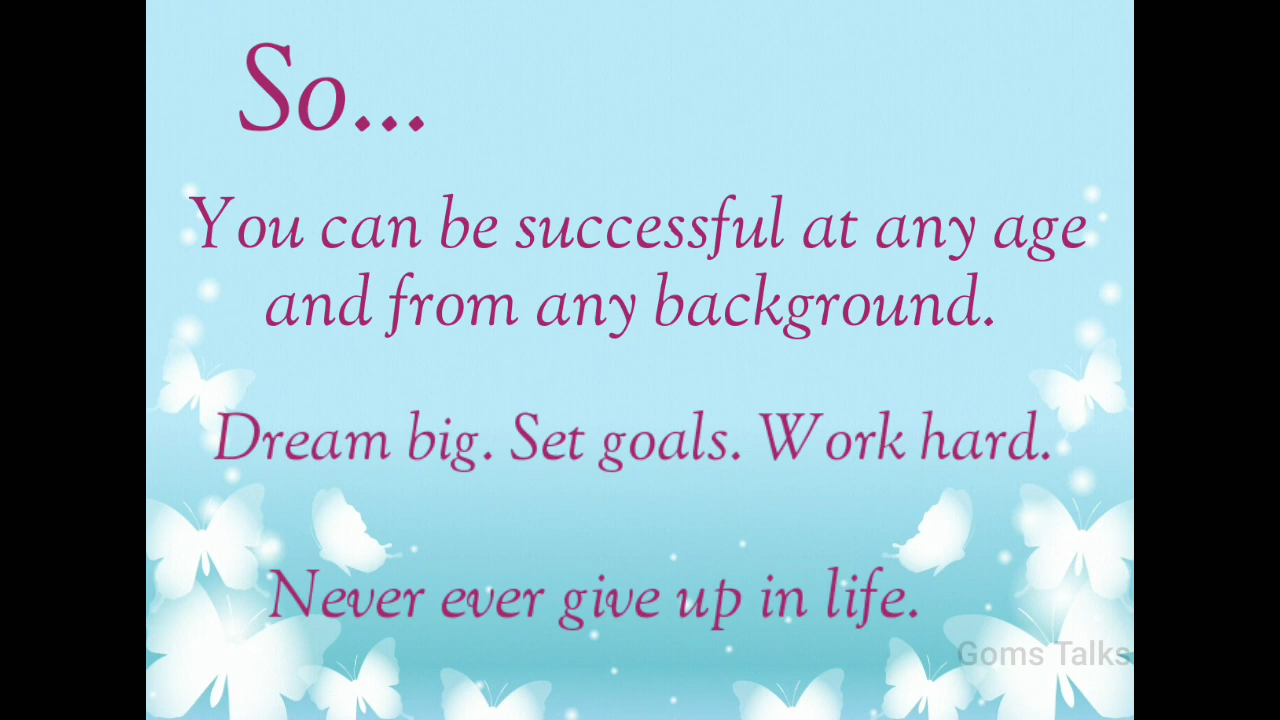 So...
You can be successful at any age
and from any background.
Dream big. Set goals. Work hard.
Never ever give up in life.
Goms Talks